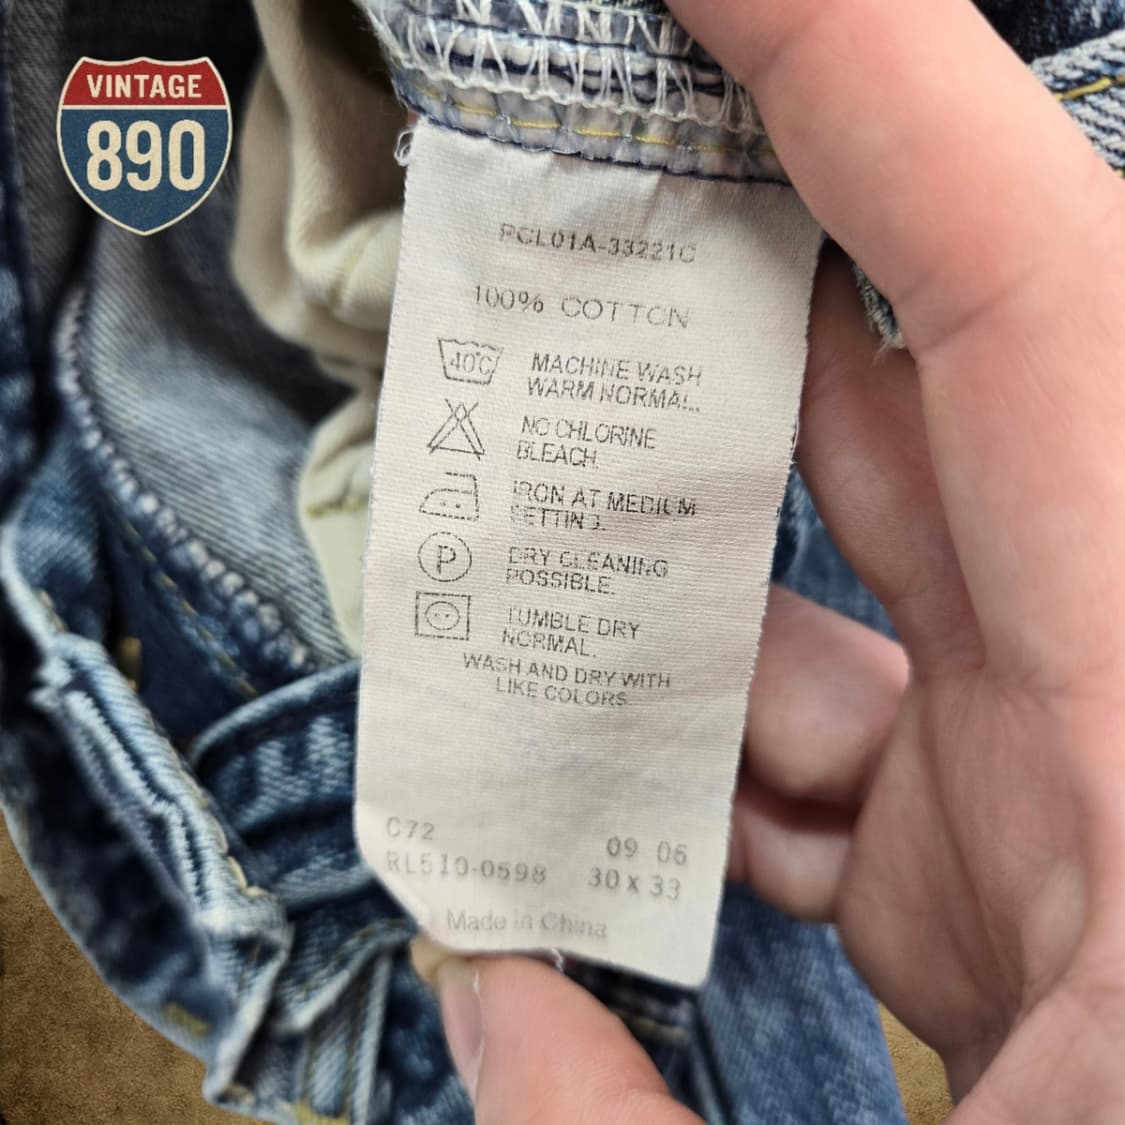 VINTAGE
890
PCL01A-33221C
100% COTTON
40°C MACHINE WASH
WARM NORMAL.
NO CHLORINE
BLEACH.
IRON AT MEDIUM
SETTING.
P DRY CLEANING
POSSIBLE.
TUMBLE DRY
NORMAL.
WASH AND DRY WITH
LIKE COLORS.
C72 09 06
RL510-0598 30 x 33
Made in China